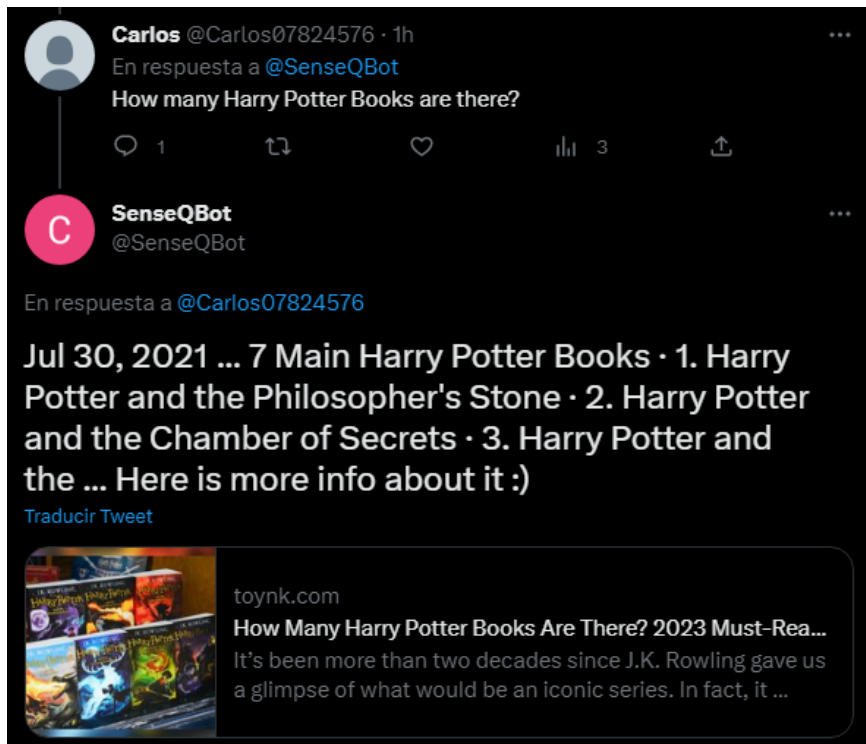 Carlos @Carlos07824576 · 1h
En respuesta a @SenseQBot
How many Harry Potter Books are there?
1
3
C
SenseQBot
@SenseQBot
En respuesta a @Carlos07824576
Jul 30, 2021 ... 7 Main Harry Potter Books · 1. Harry
Potter and the Philosopher's Stone · 2. Harry Potter
and the Chamber of Secrets · 3. Harry Potter and
the ... Here is more info about it :)
Traducir Tweet
toynk.com
How Many Harry Potter Books Are There? 2023 Must-Rea...
It's been more than two decades since J.K. Rowling gave us
a glimpse of what would be an iconic series. In fact, it ...